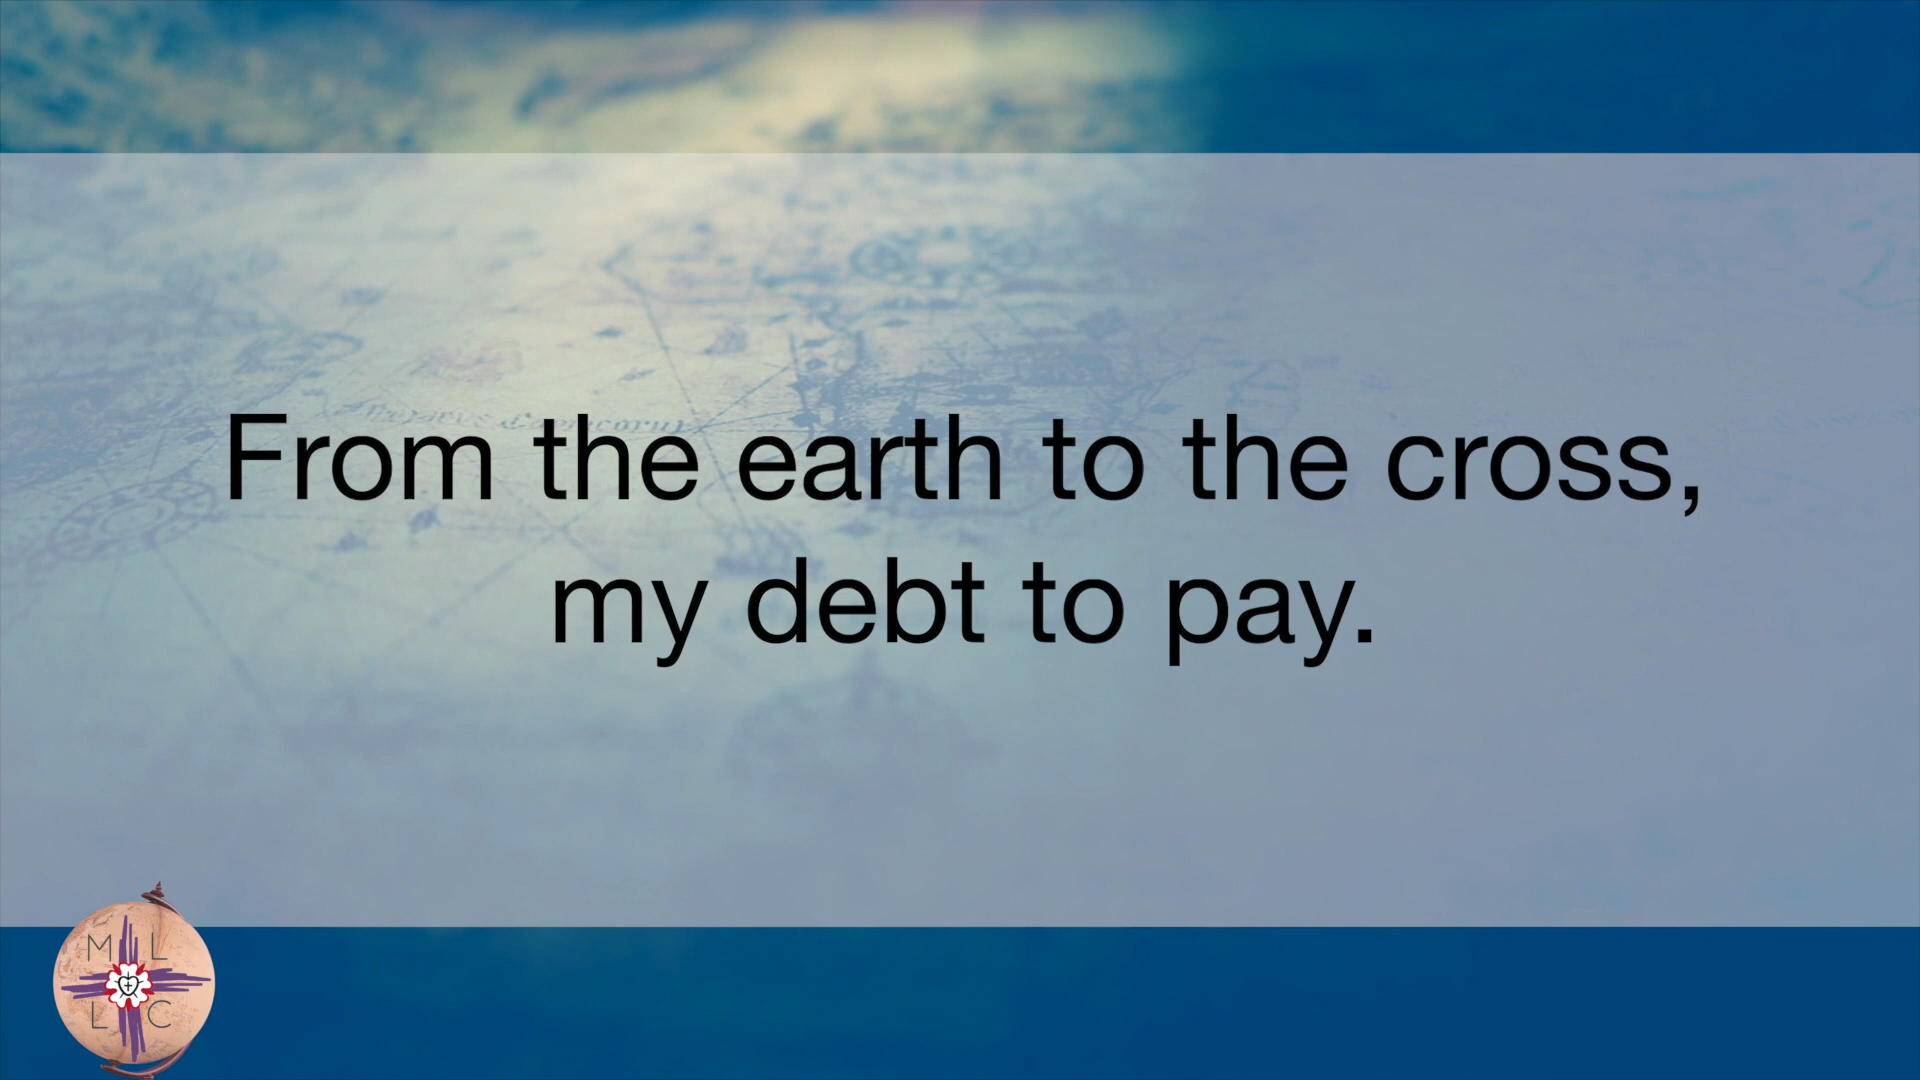 From the earth to the cross,
my debt to pay.
M L
L C